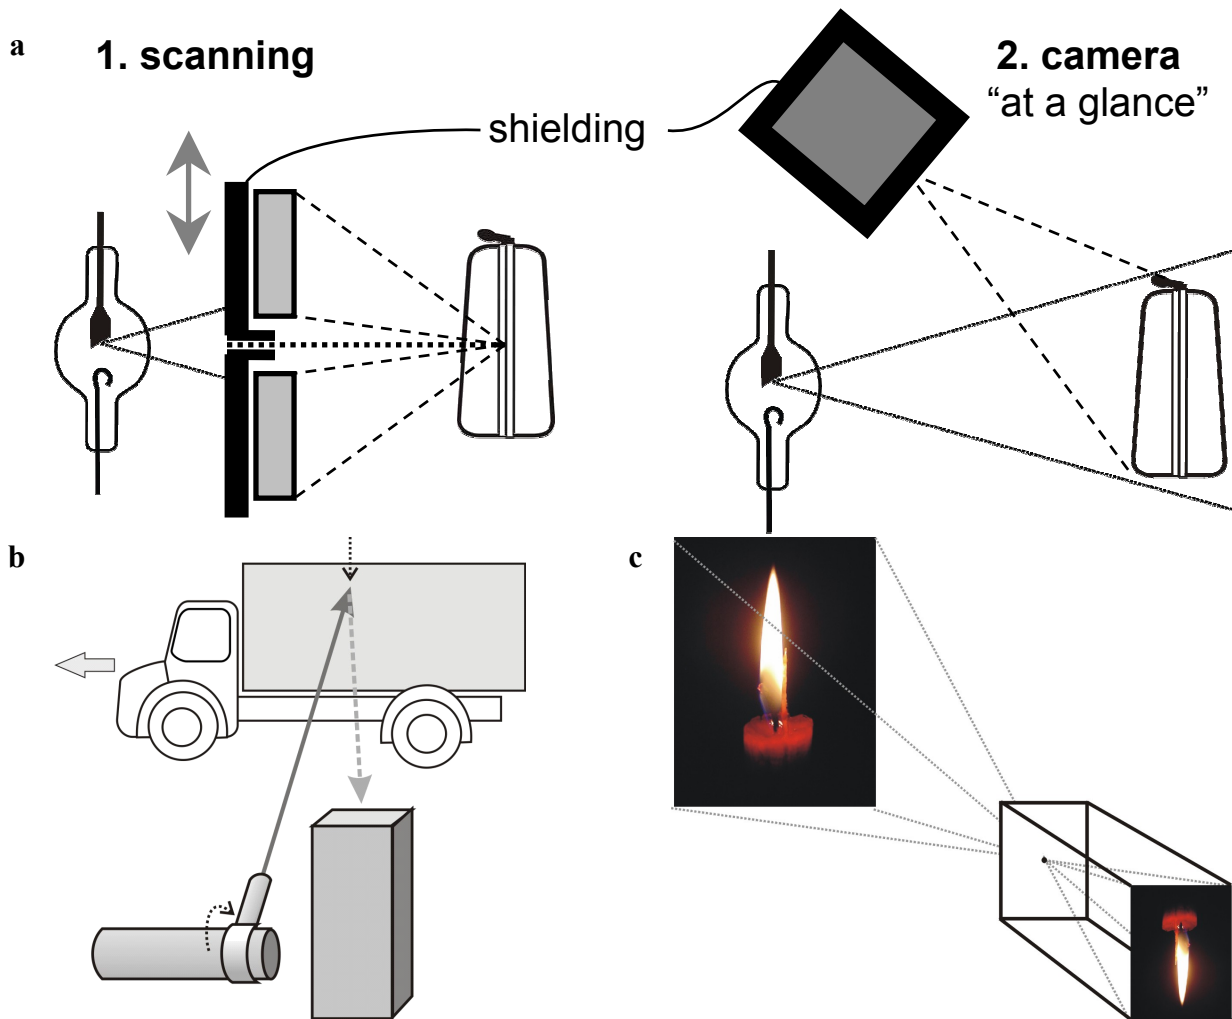 a
1. scanning
2. camera
“at a glance”
shielding
b
c